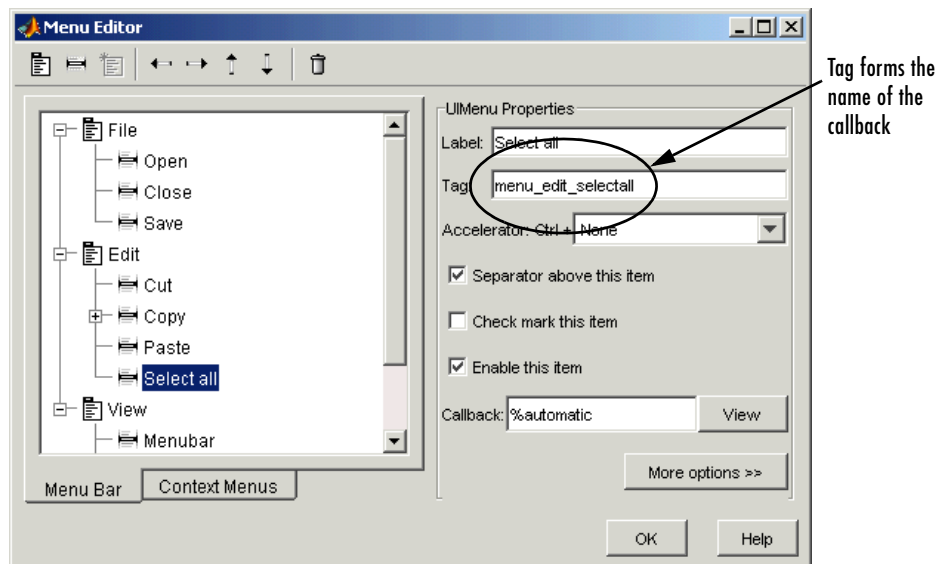 Menu Editor
Tag forms the
name of the
callback
File
Open
Close
Save
Edit
Cut
Copy
Paste
Select all
View
Menubar
Menu Bar
Context Menus
UIMenu Properties
Label: Select all
Tag: menu_edit_selectall
Accelerator: Ctrl + None
Separator above this item
Check mark this item
Enable this item
Callback: %automatic View
More options >>
OK Help